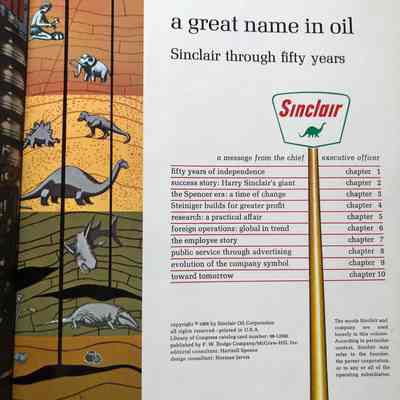 a great name in oil
Sinclair through fifty years
Sinclair
a message from the chief executive officer
fifty years of independence chapter 1
success story: Harry Sinclair's giant chapter 2
the Spencer era: a time of change chapter 3
Steiniger builds for greater profit chapter 4
research: a practical affair chapter 5
foreign operations: global in trend chapter 6
the employee story chapter 7
public service through advertising chapter 8
evolution of the company symbol chapter 9
toward tomorrow chapter 10
copyright © by Sinclair Oil Corporation
all rights reserved · printed in U.S.A.
Library of Congress catalog card number:
published by F. W. Dodge Company/McGraw-Hill, Inc.
editorial consultant: Hartzell Spence
design consultant: Norman Jarvis
The words Sinclair and
company are used
loosely in this volume.
According to particular
context, Sinclair may
refer to the founder,
the parent corporation,
or to any or all of the
operating subsidiaries.